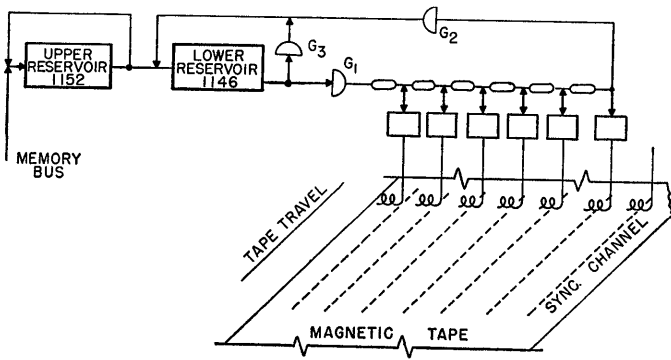 UPPER
RESERVOIR
1152
LOWER
RESERVOIR
1146
G3
G2
G1
MEMORY
BUS
TAPE TRAVEL
SYNC. CHANNEL
MAGNETIC TAPE